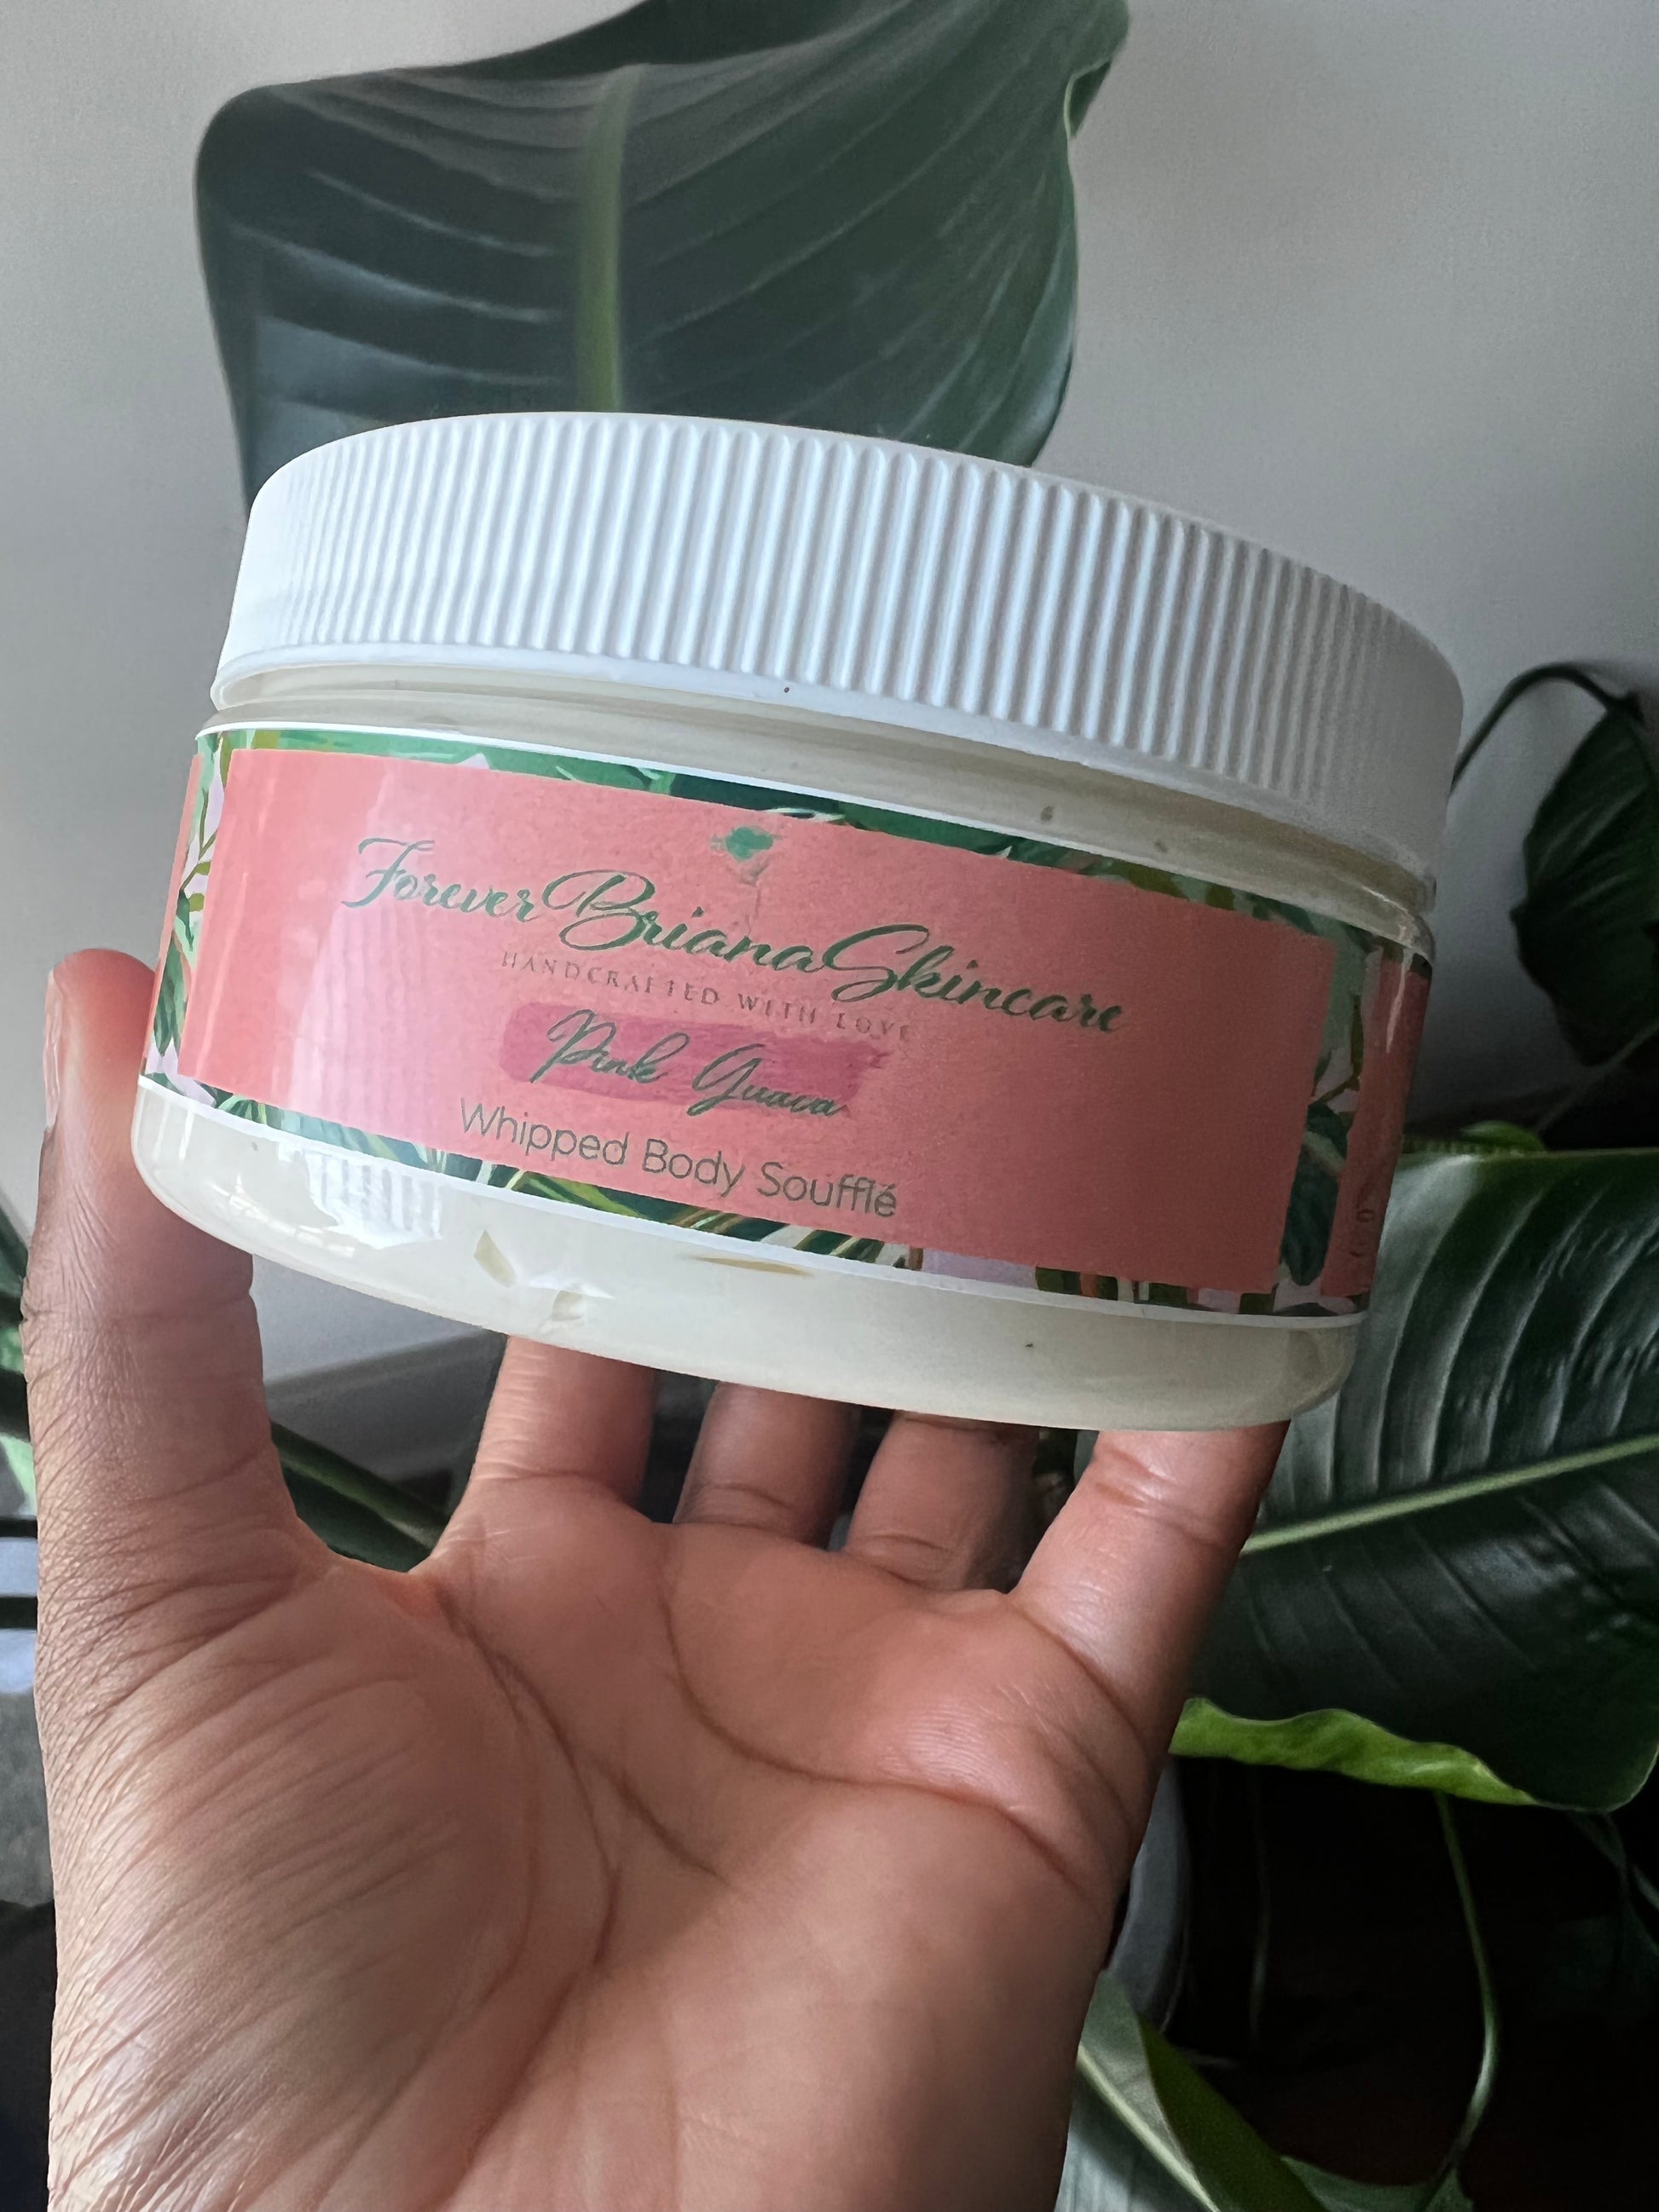 ForeverBrianaSkincare
HANDCRAFTED WITH LOVE
Pink Guava
Whipped Body Soufflé